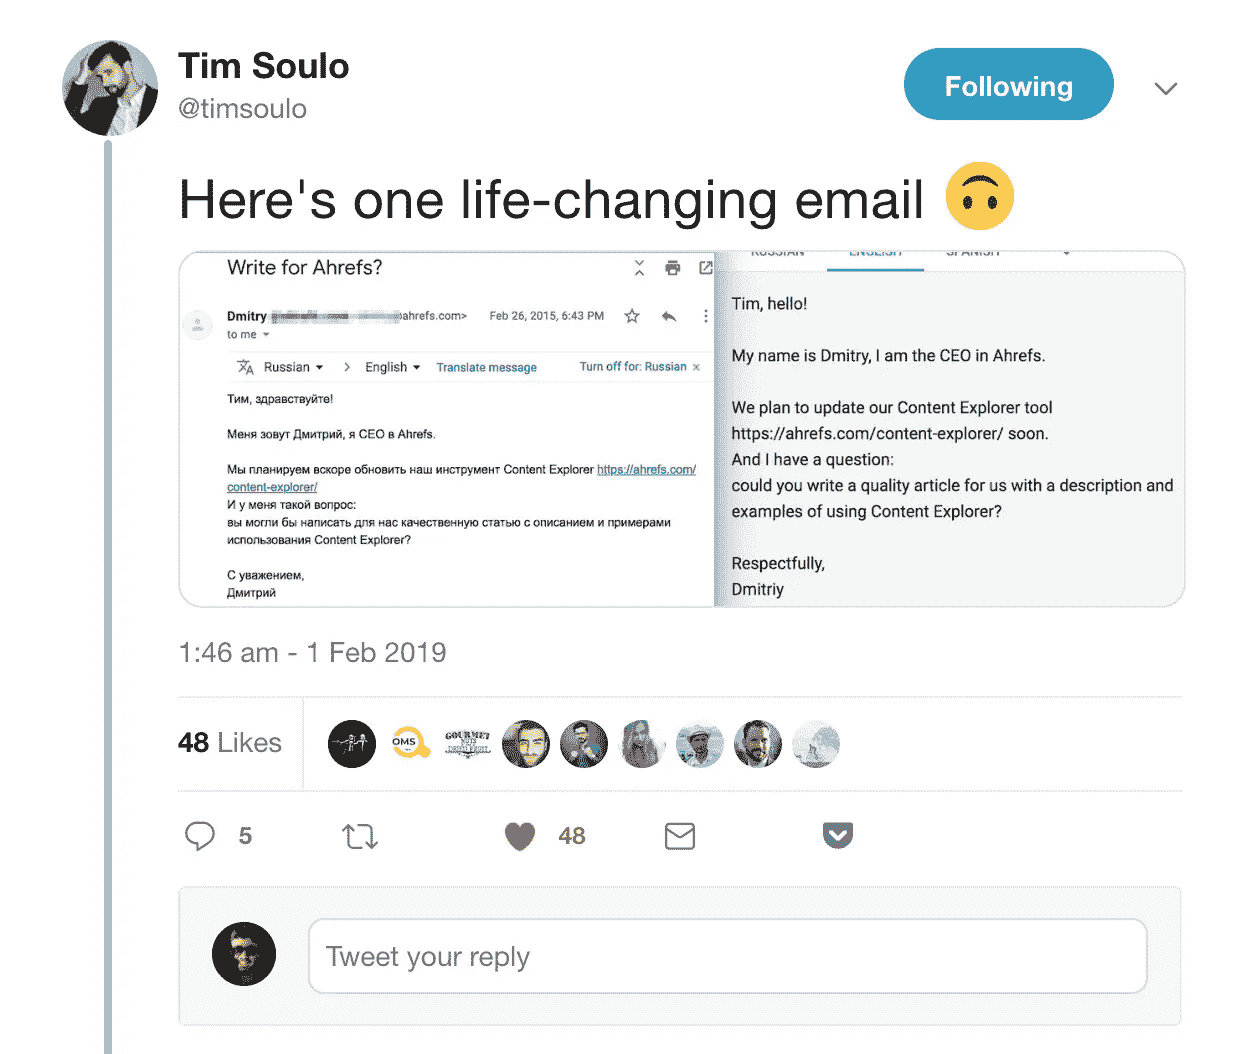 Tim Soulo
@timsoulo
Following
Here's one life-changing email 🙃
Write for Ahrefs?
Dmitry
ahrefs.com>
Feb 26, 2015, 6:43 PM
to me
Russian
English
Translate message
Turn off for: Russian ×
Тим, здравствуйте!
Меня зовут Дмитрий, я CEO в Ahrefs.
Мы планируем вскоре обновить наш инструмент Content Explorer https://ahrefs.com/
content-explorer/
И у меня такой вопрос:
вы могли бы написать для нас качественную статью с описанием и примерами
использования Content Explorer?
С уважением,
Дмитрий
RUSSIAN
ENGLISH
SPANISH
Tim, hello!
My name is Dmitry, I am the CEO in Ahrefs.
We plan to update our Content Explorer tool
https://ahrefs.com/content-explorer/ soon.
And I have a question:
could you write a quality article for us with a description and
examples of using Content Explorer?
Respectfully,
Dmitriy
1:46 am - 1 Feb 2019
48 Likes
OMS
GOURMET
NUTS
DRIED FRUIT
5
48
Tweet your reply